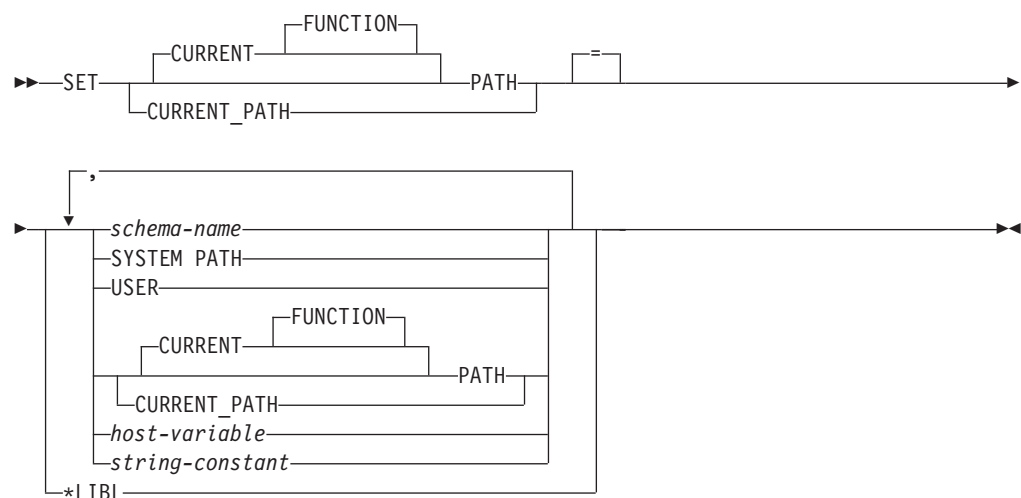 FUNCTION
CURRENT =
SET PATH
CURRENT_PATH
,
schema-name
SYSTEM PATH
USER
FUNCTION
CURRENT
PATH
CURRENT_PATH
host-variable
string-constant
*LIBL